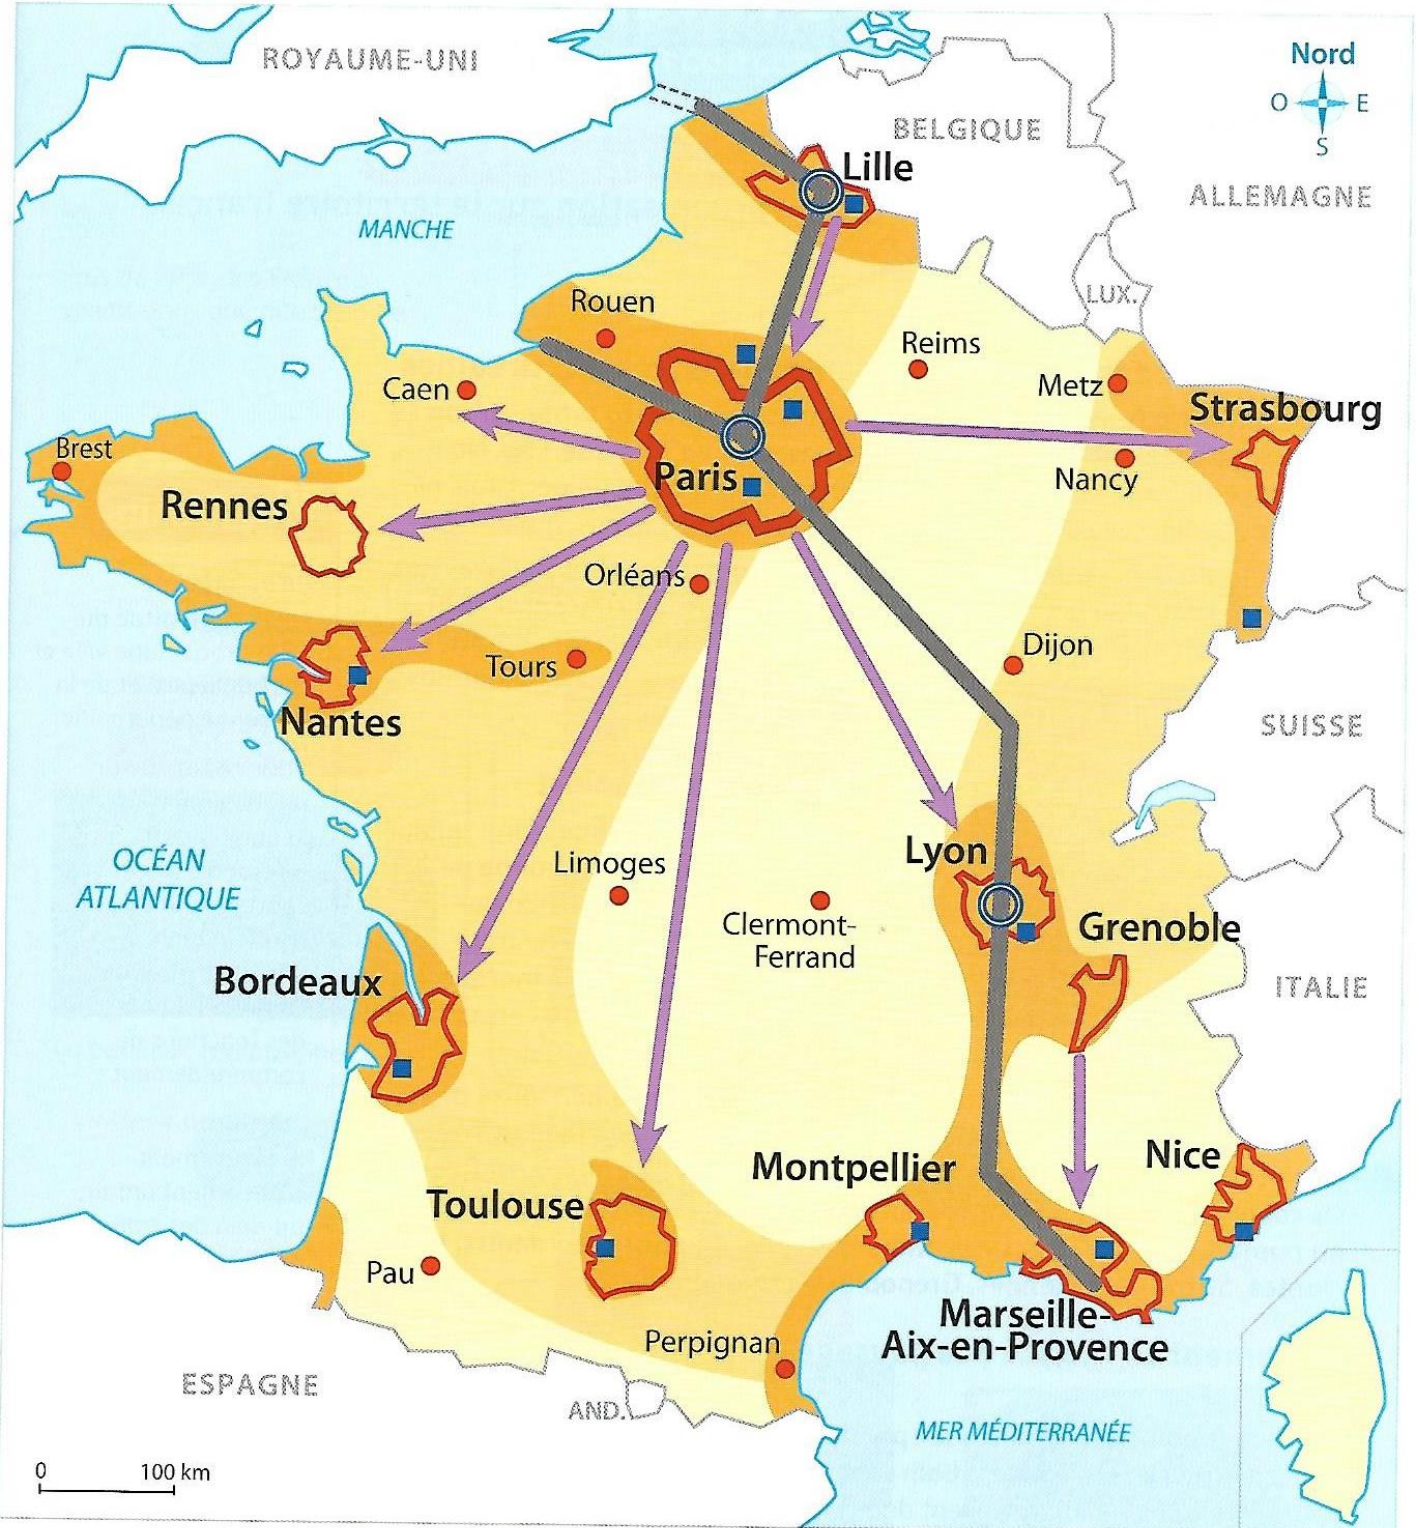 ROYAUME-UNI
Nord
O
E
S
BELGIQUE
Lille
ALLEMAGNE
MANCHE
LUX.
Rouen
Reims
Caen
Metz
Strasbourg
Brest
Paris
Nancy
Rennes
Orléans
Dijon
Tours
Nantes
SUISSE
OCÉAN
ATLANTIQUE
Limoges
Lyon
Clermont-
Ferrand
Grenoble
Bordeaux
ITALIE
Montpellier
Nice
Toulouse
Pau
Marseille-
Aix-en-Provence
Perpignan
ESPAGNE
AND.
MER MÉDITERRANÉE
0
100 km